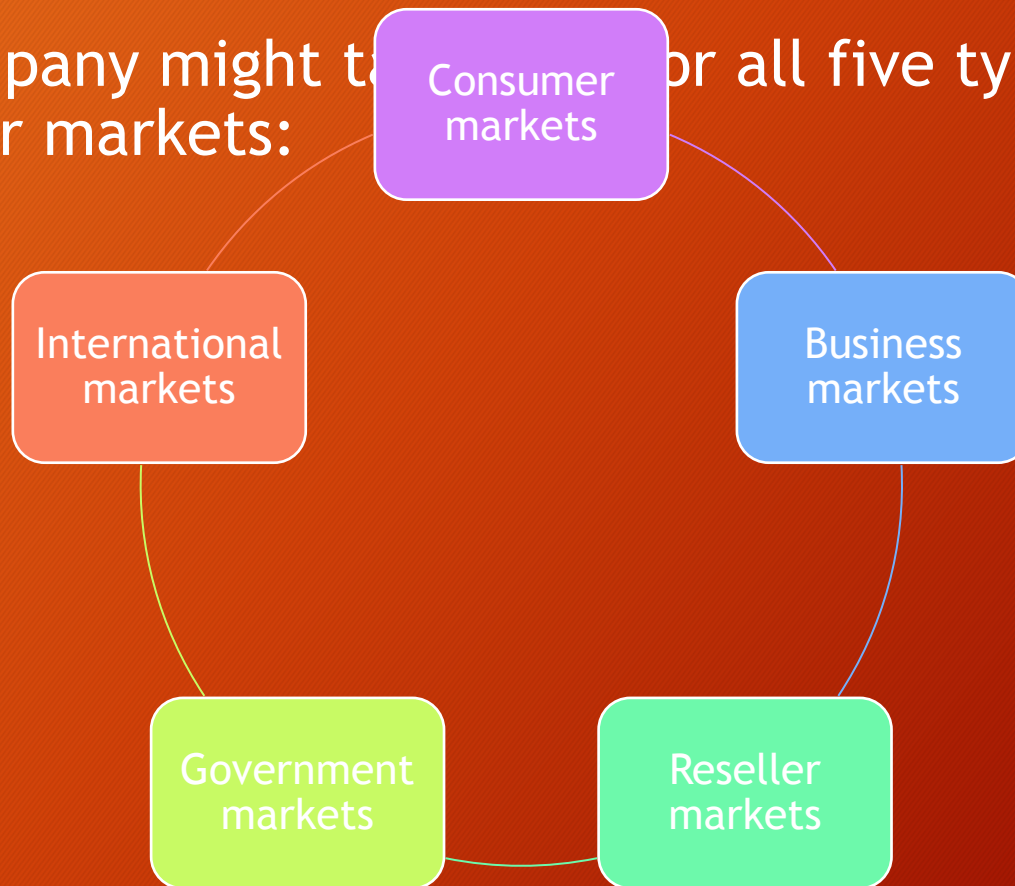 pany might ta or all five ty
r markets:
Consumer
markets
International
markets
Business
markets
Government
markets
Reseller
markets